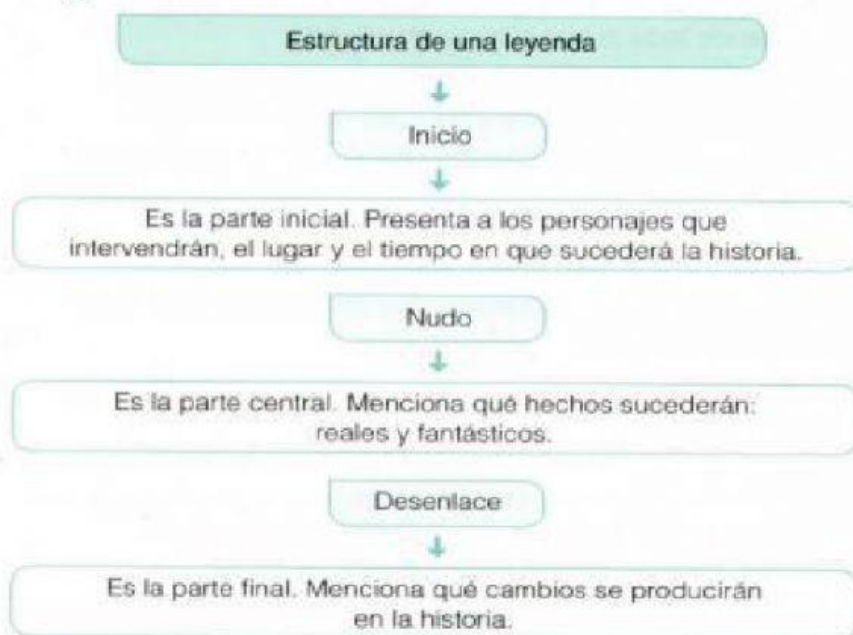 Estructura de una leyenda
Inicio
Es la parte inicial. Presenta a los personajes que
intervendrán, el lugar y el tiempo en que sucederá la historia.
Nudo
Es la parte central. Menciona qué hechos sucederán:
reales y fantásticos.
Desenlace
Es la parte final. Menciona qué cambios se producirán
en la historia.